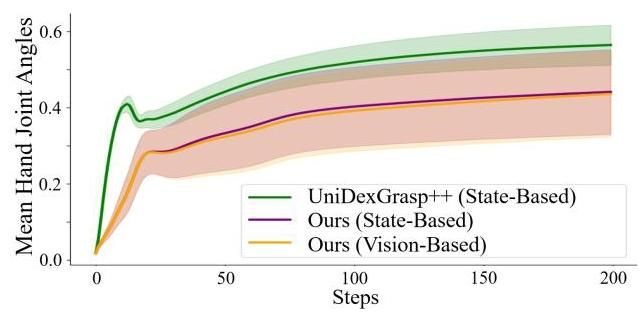 Mean Hand Joint Angles
0.6
0.4
0.2
0.0
UniDexGrasp++ (State-Based)
Ours (State-Based)
Ours (Vision-Based)
0 50 100 150 200
Steps